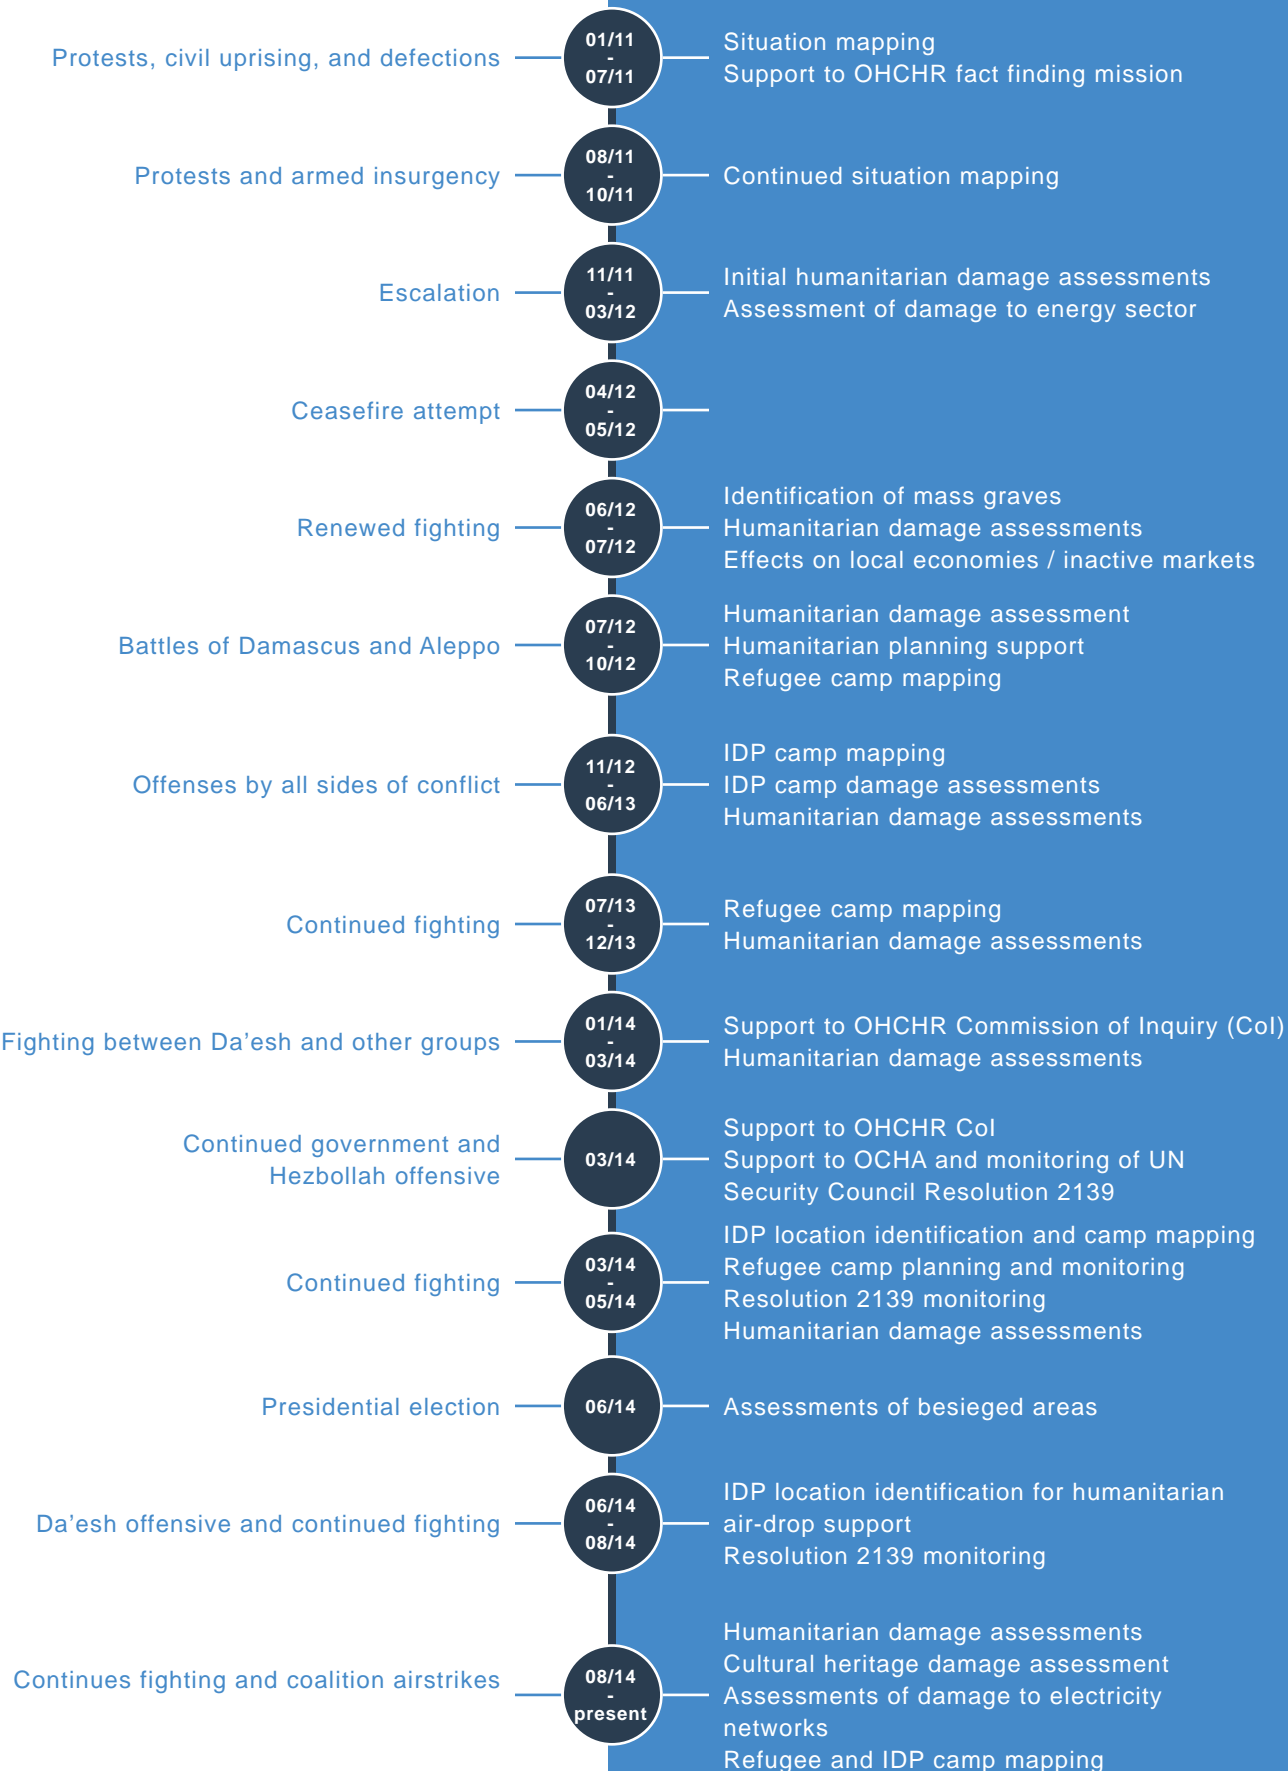 Protests, civil uprising, and defections
01/11
-
07/11
Situation mapping
Support to OHCHR fact finding mission
Protests and armed insurgency
08/11
-
10/11
Continued situation mapping
Escalation
11/11
-
03/12
Initial humanitarian damage assessments
Assessment of damage to energy sector
Ceasefire attempt
04/12
-
05/12
Renewed fighting
06/12
-
07/12
Identification of mass graves
Humanitarian damage assessments
Effects on local economies / inactive markets
Battles of Damascus and Aleppo
07/12
-
10/12
Humanitarian damage assessment
Humanitarian planning support
Refugee camp mapping
Offenses by all sides of conflict
11/12
-
06/13
IDP camp mapping
IDP camp damage assessments
Humanitarian damage assessments
Continued fighting
07/13
-
12/13
Refugee camp mapping
Humanitarian damage assessments
Fighting between Da’esh and other groups
01/14
-
03/14
Support to OHCHR Commission of Inquiry (CoI)
Humanitarian damage assessments
Continued government and
Hezbollah offensive
03/14
Support to OHCHR CoI
Support to OCHA and monitoring of UN
Security Council Resolution 2139
Continued fighting
03/14
-
05/14
IDP location identification and camp mapping
Refugee camp planning and monitoring
Resolution 2139 monitoring
Humanitarian damage assessments
Presidential election
06/14
Assessments of besieged areas
Da’esh offensive and continued fighting
06/14
-
08/14
IDP location identification for humanitarian
air-drop support
Resolution 2139 monitoring
Continues fighting and coalition airstrikes
08/14
-
present
Humanitarian damage assessments
Cultural heritage damage assessment
Assessments of damage to electricity
networks
Refugee and IDP camp mapping